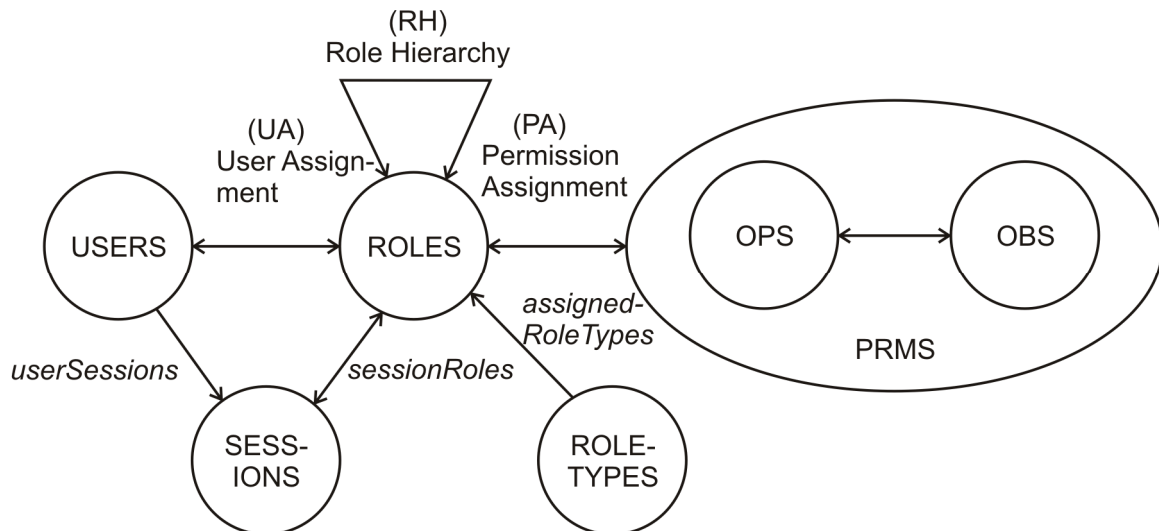 (RH)
Role Hierarchy
(UA)
User Assign-
ment
(PA)
Permission
Assignment
USERS
ROLES
OPS
OBS
PRMS
assigned-
RoleTypes
userSessions
sessionRoles
SESS-
IONS
ROLE-
TYPES